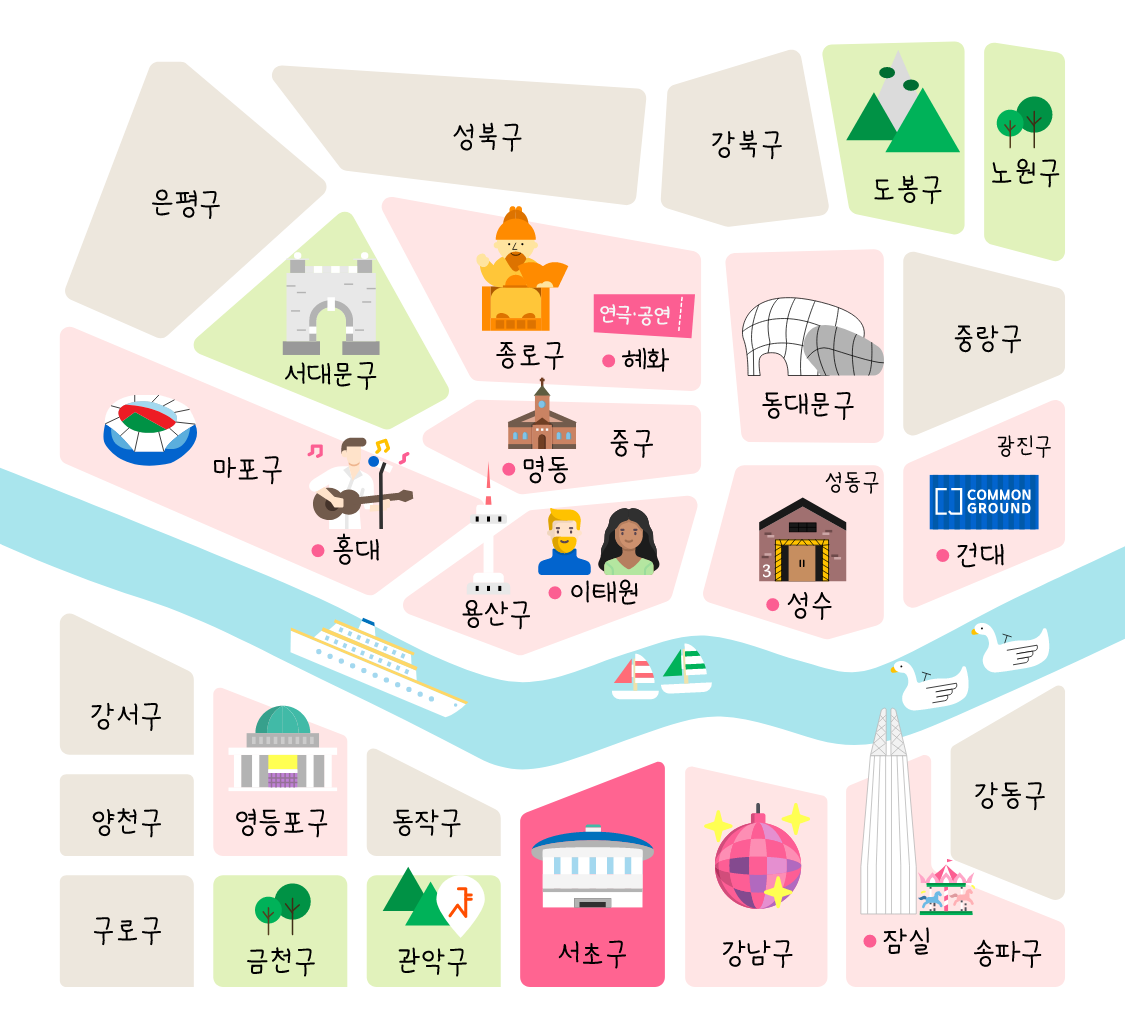 성북구
강북구
도봉구
노원구
은평구
연극·공연
종로구
혜화
서대문구
동대문구
중랑구
마포구
명동
중구
광진구
성동구
COMMON
GROUND
홍대
건대
이태원
용산구
3
성수
강서구
양천구
영등포구
동작구
강동구
구로구
금천구
관악구
서초구
강남구
잠실
송파구